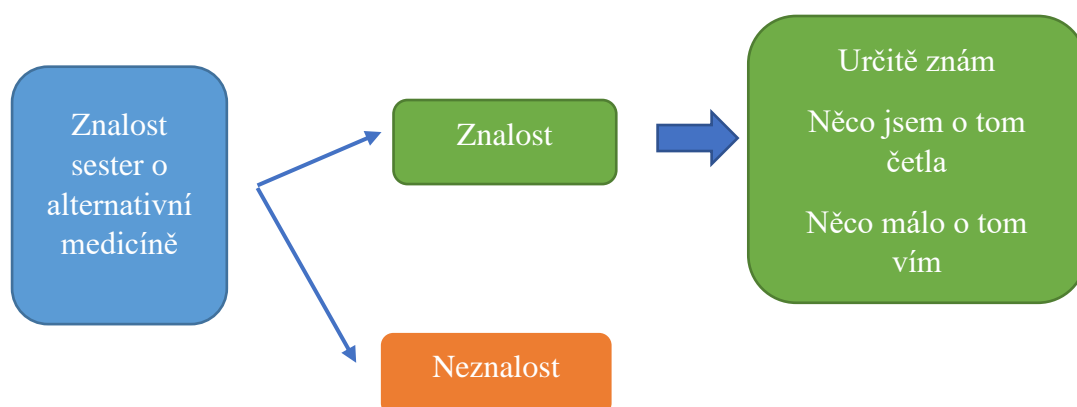 Znalost
sester o
alternativní
medicíně
Znalost
Neznalost
Určitě znám
Něco jsem o tom
četla
Něco málo o tom
vím